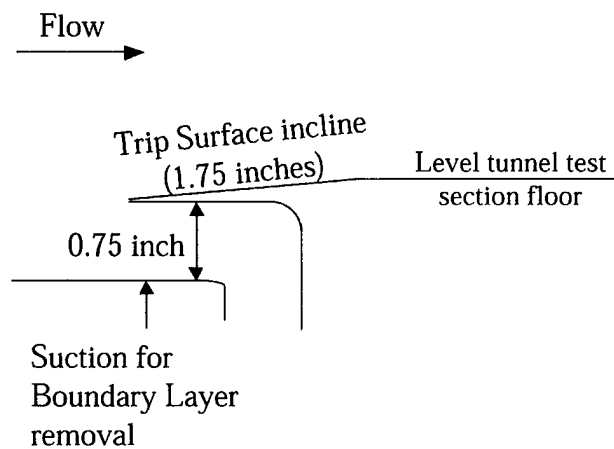 Flow
Trip Surface incline
(1.75 inches)
Level tunnel test
section floor
0.75 inch
Suction for
Boundary Layer
removal